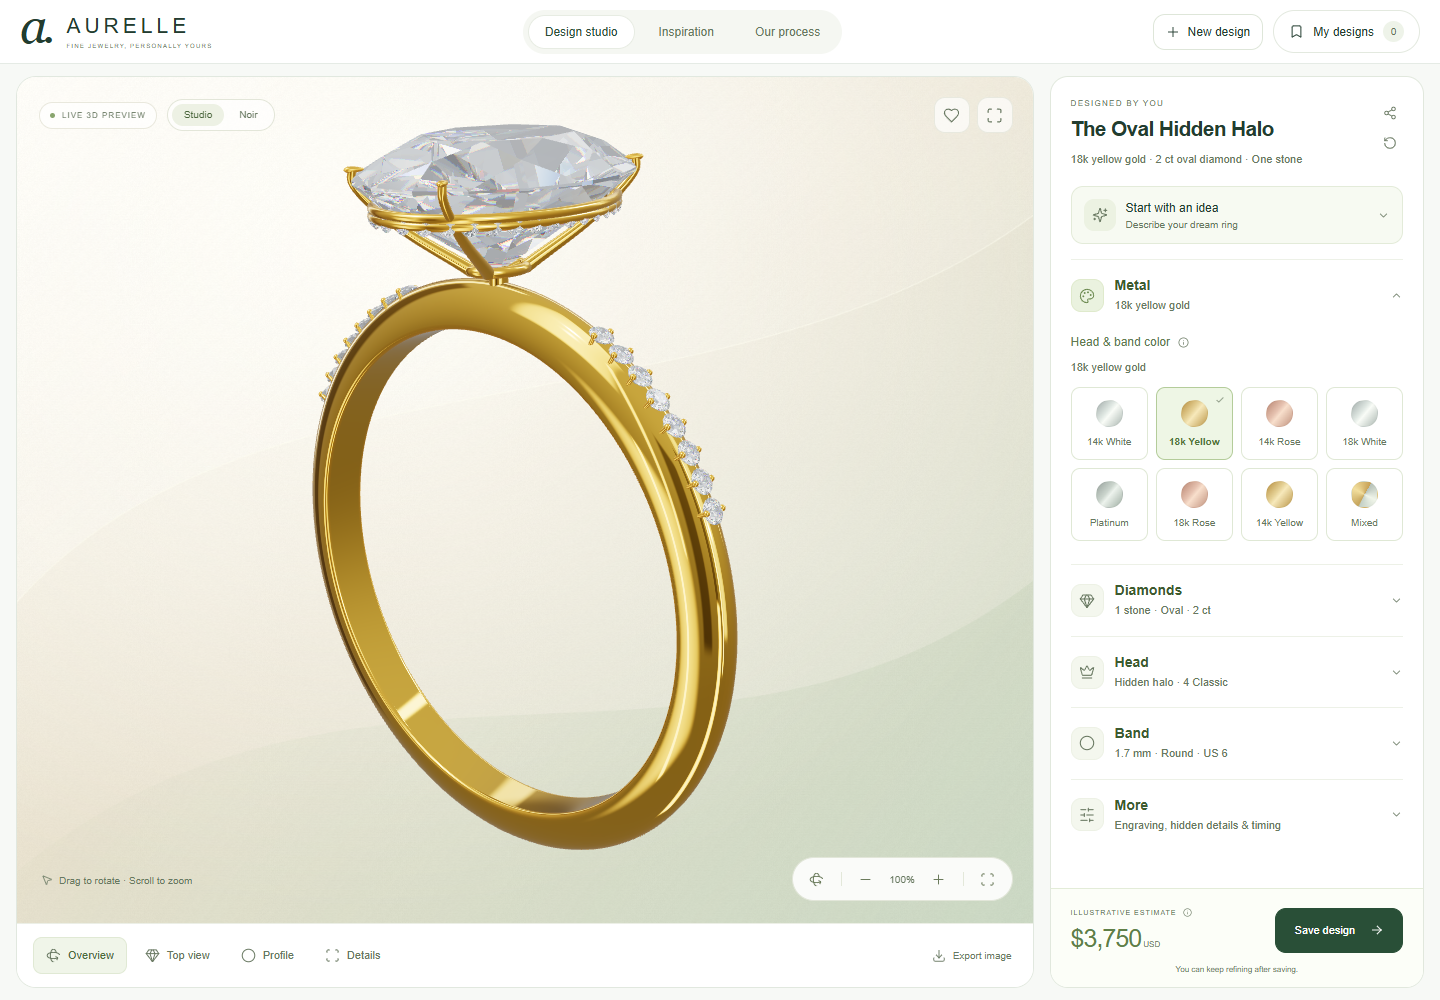 a. AURELLE
FINE JEWELRY, PERSONALLY YOURS
Design studio
Inspiration
Our process
New design
My designs
0
LIVE 3D PREVIEW
Studio
Noir
Drag to rotate · Scroll to zoom
100%
Overview
Top view
Profile
Details
Export image
DESIGNED BY YOU
The Oval Hidden Halo
18k yellow gold · 2 ct oval diamond · One stone
Start with an idea
Describe your dream ring
Metal
18k yellow gold
Head & band color
18k yellow gold
14k White
18k Yellow
14k Rose
18k White
Platinum
18k Rose
14k Yellow
Mixed
Diamonds
1 stone · Oval · 2 ct
Head
Hidden halo · 4 Classic
Band
1.7 mm · Round · US 6
More
Engraving, hidden details & timing
ILLUSTRATIVE ESTIMATE
$3,750 USD
Save design
You can keep refining after saving.